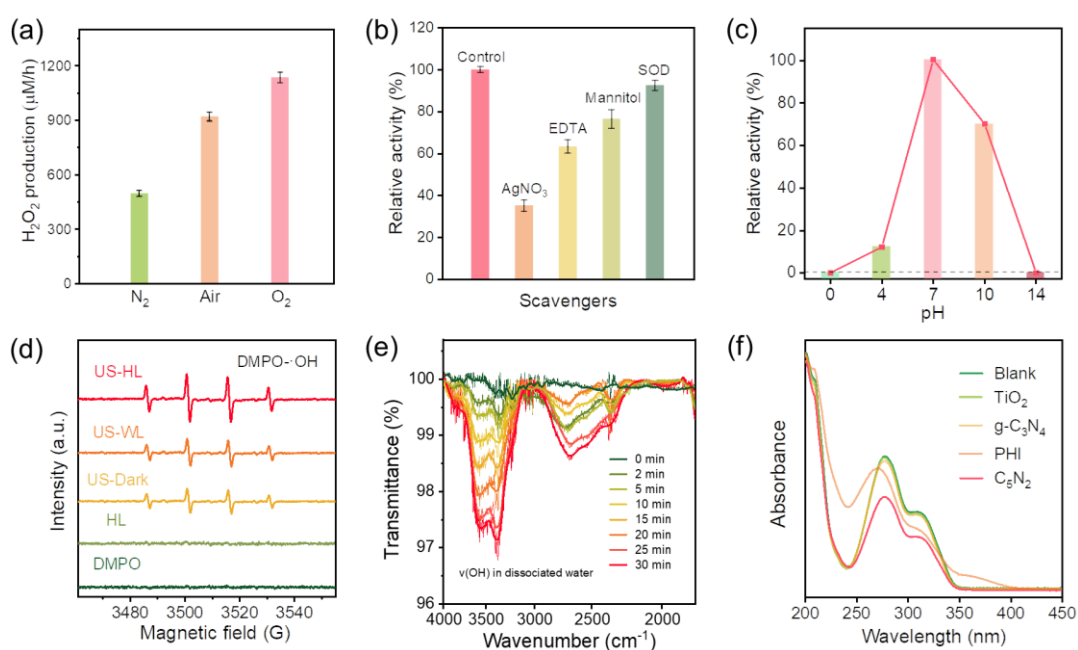 (a)
H₂O₂ production (μM/h)
1200
900
600
300
0
N₂
Air
O₂
(b)
Relative activity (%)
120
100
80
60
40
20
0
Control
AgNO₃
EDTA
Mannitol
SOD
Scavengers
(c)
Relative activity (%)
100
80
60
40
20
0
0
4
7
10
14
pH
(d)
Intensity (a.u.)
DMPO-·OH
US-HL
US-WL
US-Dark
HL
DMPO
3480
3500
3520
3540
Magnetic field (G)
(e)
Transmittance (%)
100
99
98
97
96
0 min
2 min
5 min
10 min
15 min
20 min
25 min
30 min
v(OH) in dissociated water
4000
3500
3000
2500
2000
Wavenumber (cm⁻¹)
(f)
Absorbance
Blank
TiO₂
g-C₃N₄
PHI
C₅N₂
200
250
300
350
400
450
Wavelength (nm)